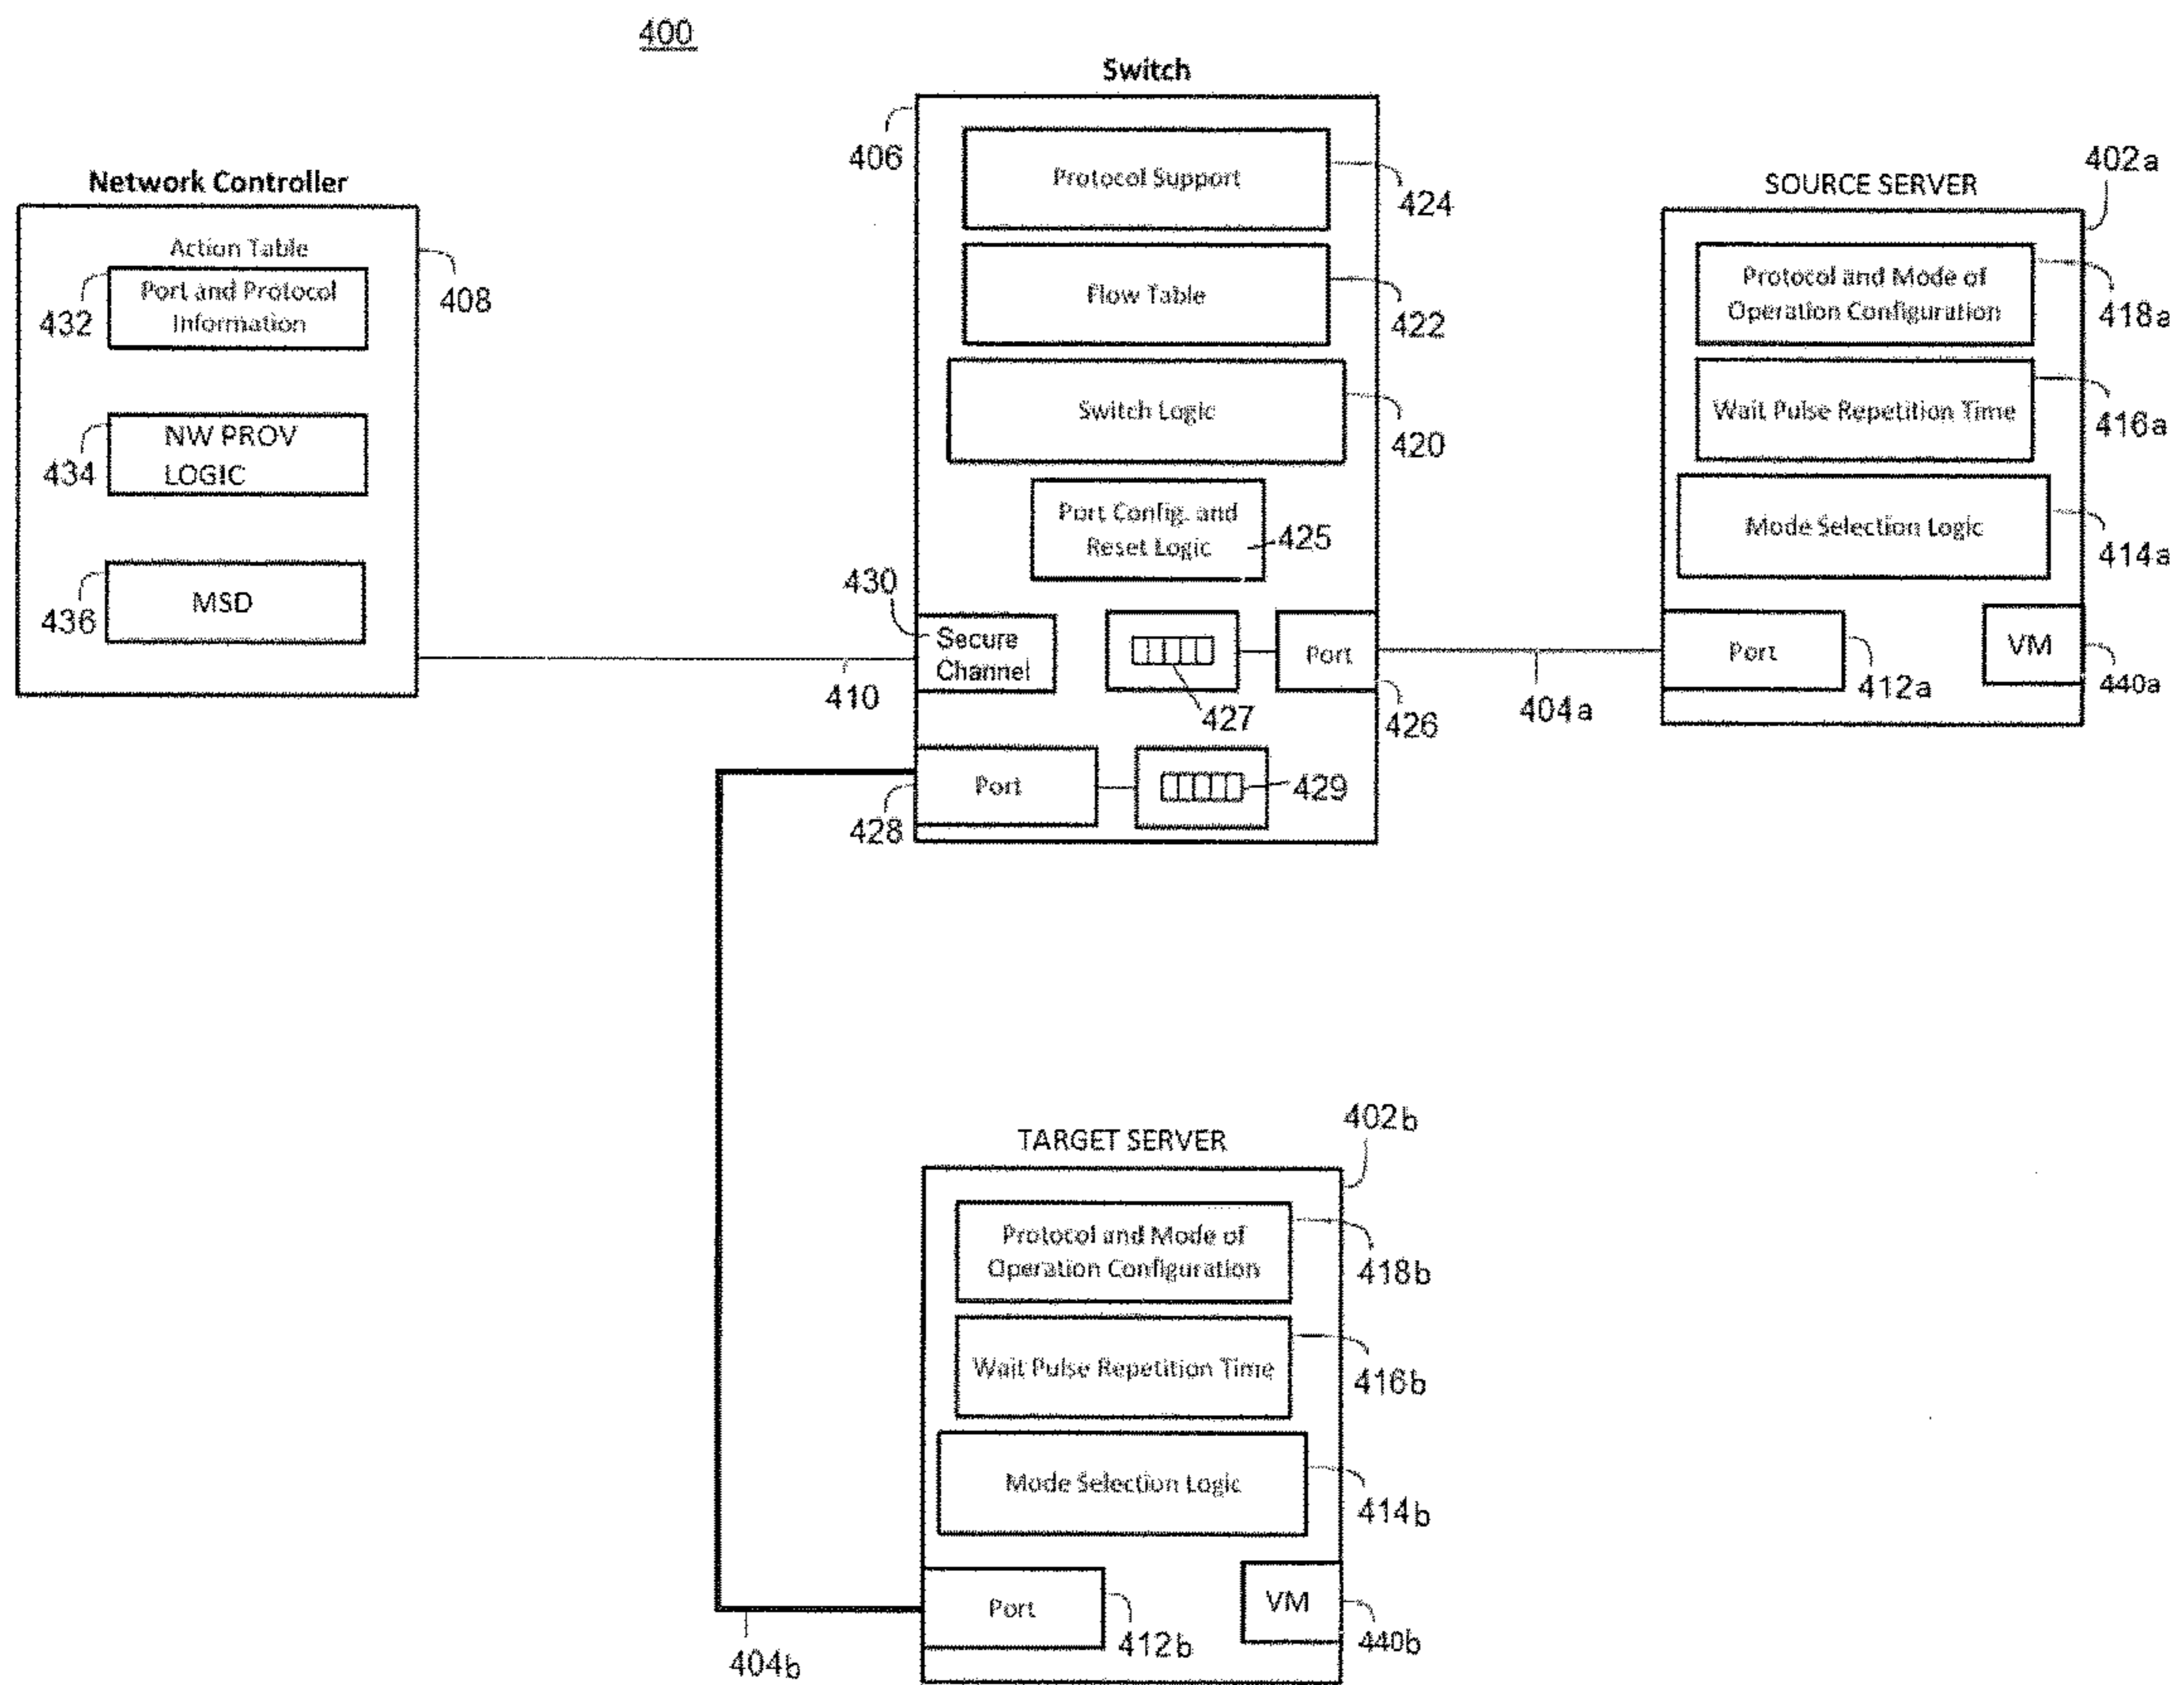 400
Switch
406
Protocol Support
424
Flow Table
422
Switch Logic
420
Port Config. and
Reset Logic
425
430
Secure
Channel
427
Port
426
Port
428
429
Network Controller
408
Action Table
432
Port and Protocol
Information
434
NW PROV
LOGIC
436
MSD
410
404a
SOURCE SERVER
402a
Protocol and Mode of
Operation Configuration
418a
Wait Pulse Repetition Time
416a
Mode Selection Logic
414a
Port
412a
VM
440a
TARGET SERVER
402b
Protocol and Mode of
Operation Configuration
418b
Wait Pulse Repetition Time
416b
Mode Selection Logic
414b
Port
412b
VM
440b
404b